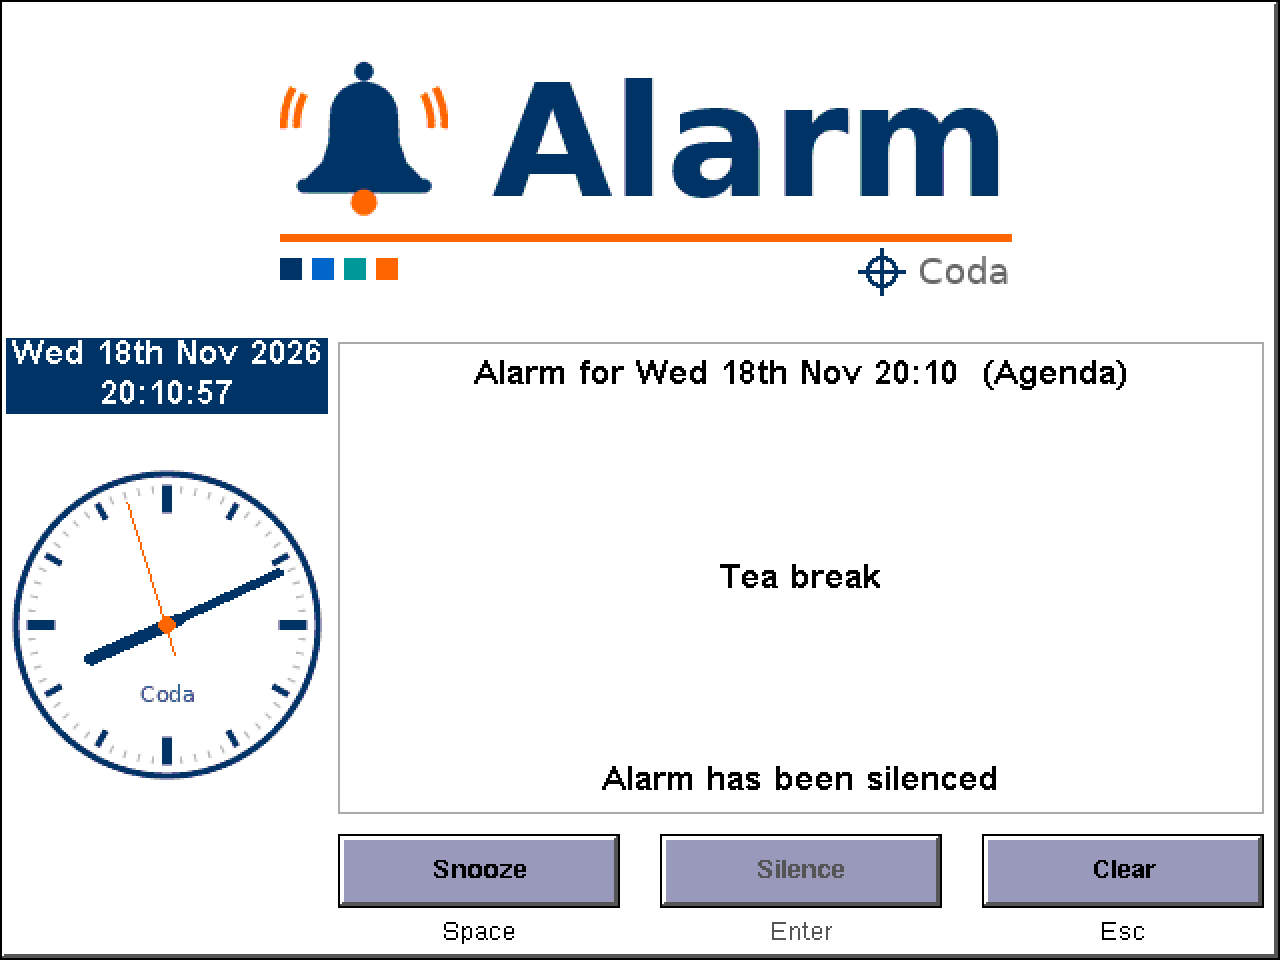 Alarm
Coda
Wed 18th Nov 2026
20:10:57
Alarm for Wed 18th Nov 20:10  (Agenda)
Tea break
Coda
Alarm has been silenced
Snooze
Silence
Clear
Space
Enter
Esc